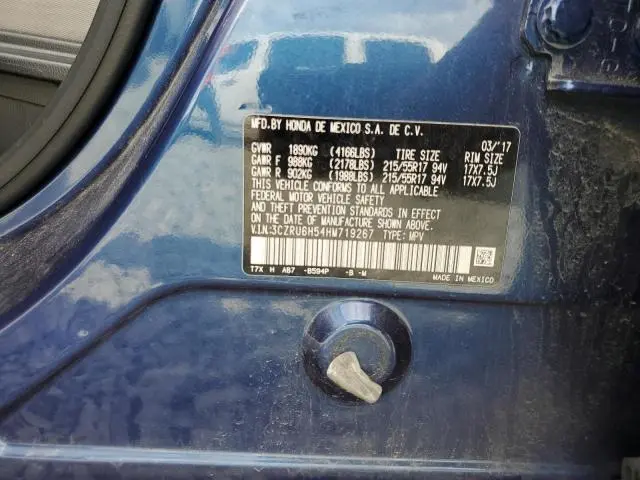 MFD.BY HONDA DE MEXICO S.A. DE C.V.
03/'17
GVWR 1890KG (4166LBS) TIRE SIZE RIM SIZE
GAWR F 988KG (2178LBS) 215/55R17 94V 17X7.5J
GAWR R 902KG (1988LBS) 215/55R17 94V 17X7.5J
THIS VEHICLE CONFORMS TO ALL APPLICABLE
FEDERAL MOTOR VEHICLE SAFETY, BUMPER, AND
THEFT PREVENTION STANDARDS IN EFFECT ON THE
DATE OF MANUFACTURE SHOWN ABOVE.
V.I.N:3CZRU6H54HM719267 TYPE: MPV
T7X H AB7 -B594P -B -M
MADE IN MEXICO